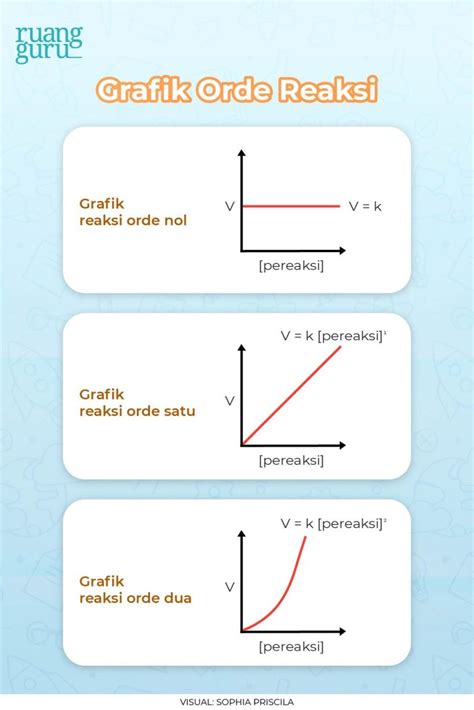 ruang
guru
Grafik Orde Reaksi
Grafik
reaksi orde nol
V
V = k
[pereaksi]
Grafik
reaksi orde satu
V = k [pereaksi]¹
V
[pereaksi]
Grafik
reaksi orde dua
V = k [pereaksi]²
V
[pereaksi]
VISUAL: SOPHIA PRISCILA